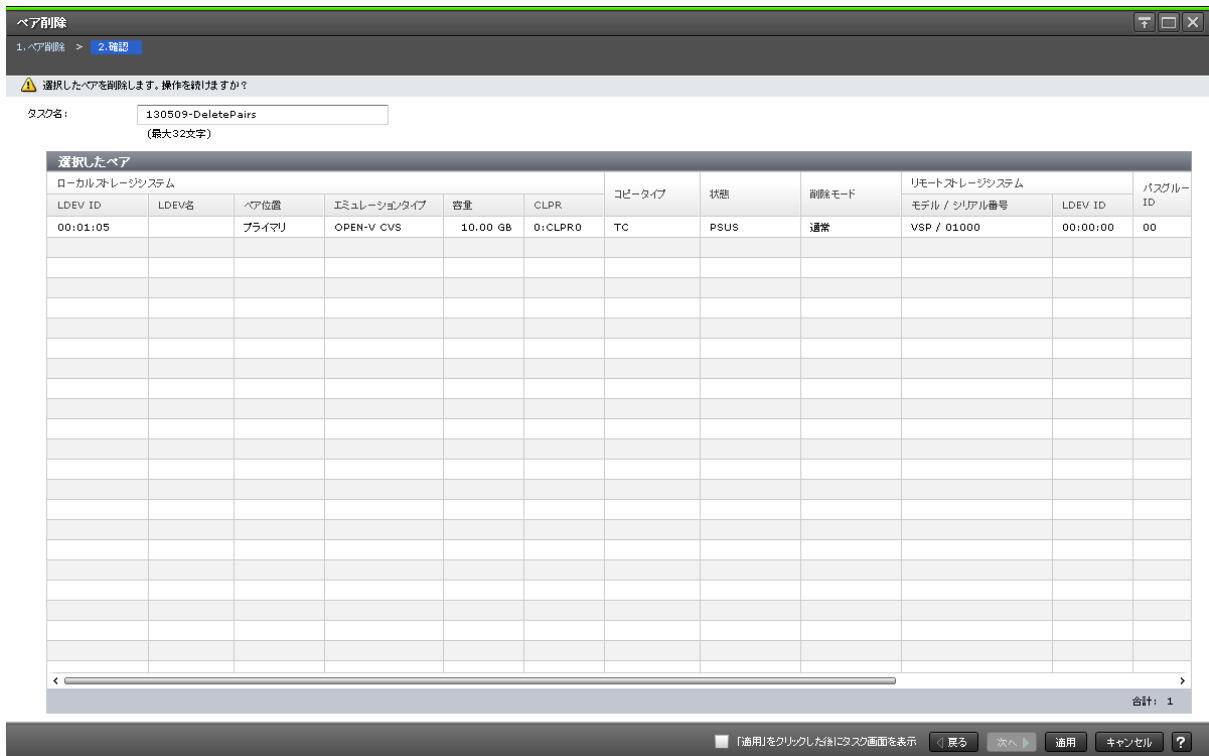 ペア削除
1.ペア削除 > 2.確認
選択したペアを削除します。操作を続けますか?
タスク名: 130509-DeletePairs
(最大32文字)
選択したペア
ローカルストレージシステム コピータイプ 状態 削除モード リモートストレージシステム パスグルー
LDEV ID LDEV名 ペア位置 エミュレーションタイプ 容量 CLPR モデル / シリアル番号 LDEV ID ID
00:01:05 プライマリ OPEN-V CVS 10.00 GB 0:CLPR0 TC PSUS 通常 VSP / 01000 00:00:00 00
合計: 1
「適用」をクリックした後にタスク画面を表示 戻る 次へ 適用 キャンセル ?